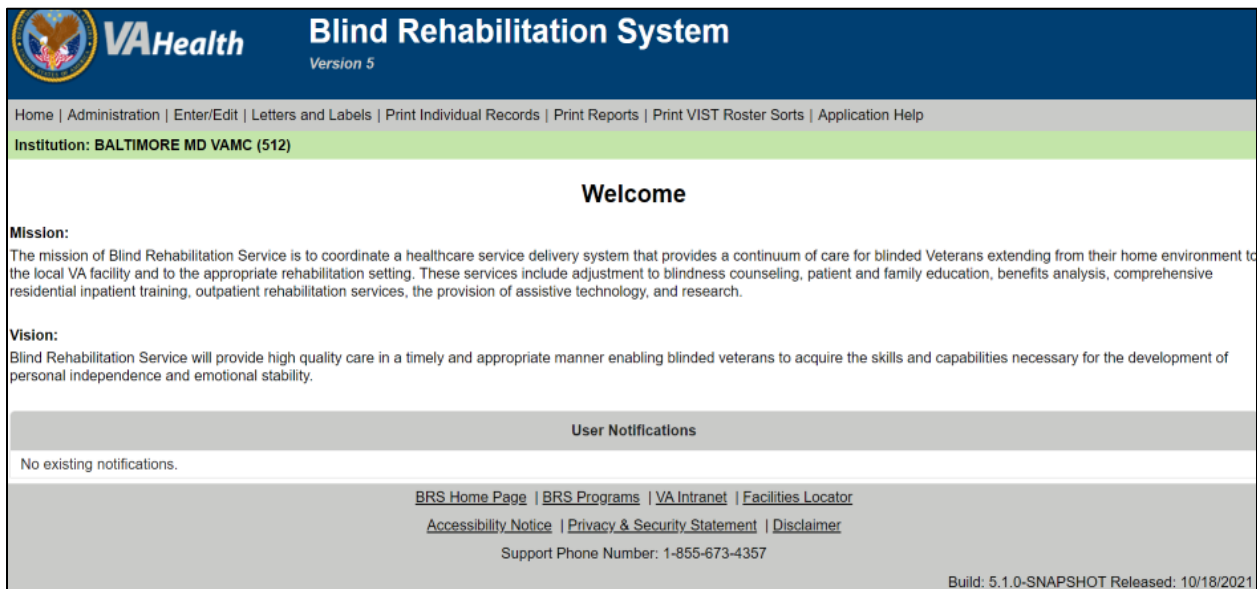 VA Health
Blind Rehabilitation System
Version 5
Home | Administration | Enter/Edit | Letters and Labels | Print Individual Records | Print Reports | Print VIST Roster Sorts | Application Help
Institution: BALTIMORE MD VAMC (512)
Welcome
Mission:
The mission of Blind Rehabilitation Service is to coordinate a healthcare service delivery system that provides a continuum of care for blinded Veterans extending from their home environment to
the local VA facility and to the appropriate rehabilitation setting. These services include adjustment to blindness counseling, patient and family education, benefits analysis, comprehensive
residential inpatient training, outpatient rehabilitation services, the provision of assistive technology, and research.
Vision:
Blind Rehabilitation Service will provide high quality care in a timely and appropriate manner enabling blinded veterans to acquire the skills and capabilities necessary for the development of
personal independence and emotional stability.
User Notifications
No existing notifications.
BRS Home Page | BRS Programs | VA Intranet | Facilities Locator
Accessibility Notice | Privacy & Security Statement | Disclaimer
Support Phone Number: 1-855-673-4357
Build: 5.1.0-SNAPSHOT Released: 10/18/2021